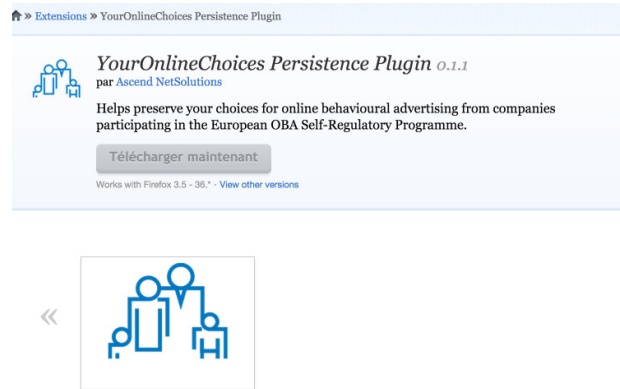 » Extensions » YourOnlineChoices Persistence Plugin
YourOnlineChoices Persistence Plugin 0.1.1
par Ascend NetSolutions
Helps preserve your choices for online behavioural advertising from companies
participating in the European OBA Self-Regulatory Programme.
Télécharger maintenant
Works with Firefox 3.5 - 36.* · View other versions
«